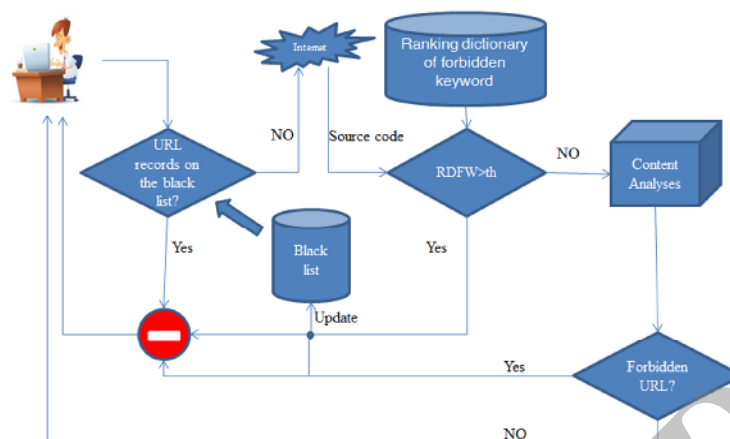 Internet
Ranking dictionary
of forbidden
keyword
URL
records on
the black
list?
NO
Source code
RDFW>th
NO
Content
Analyses
Yes
Black
list
Yes
Update
Yes
Forbidden
URL?
NO